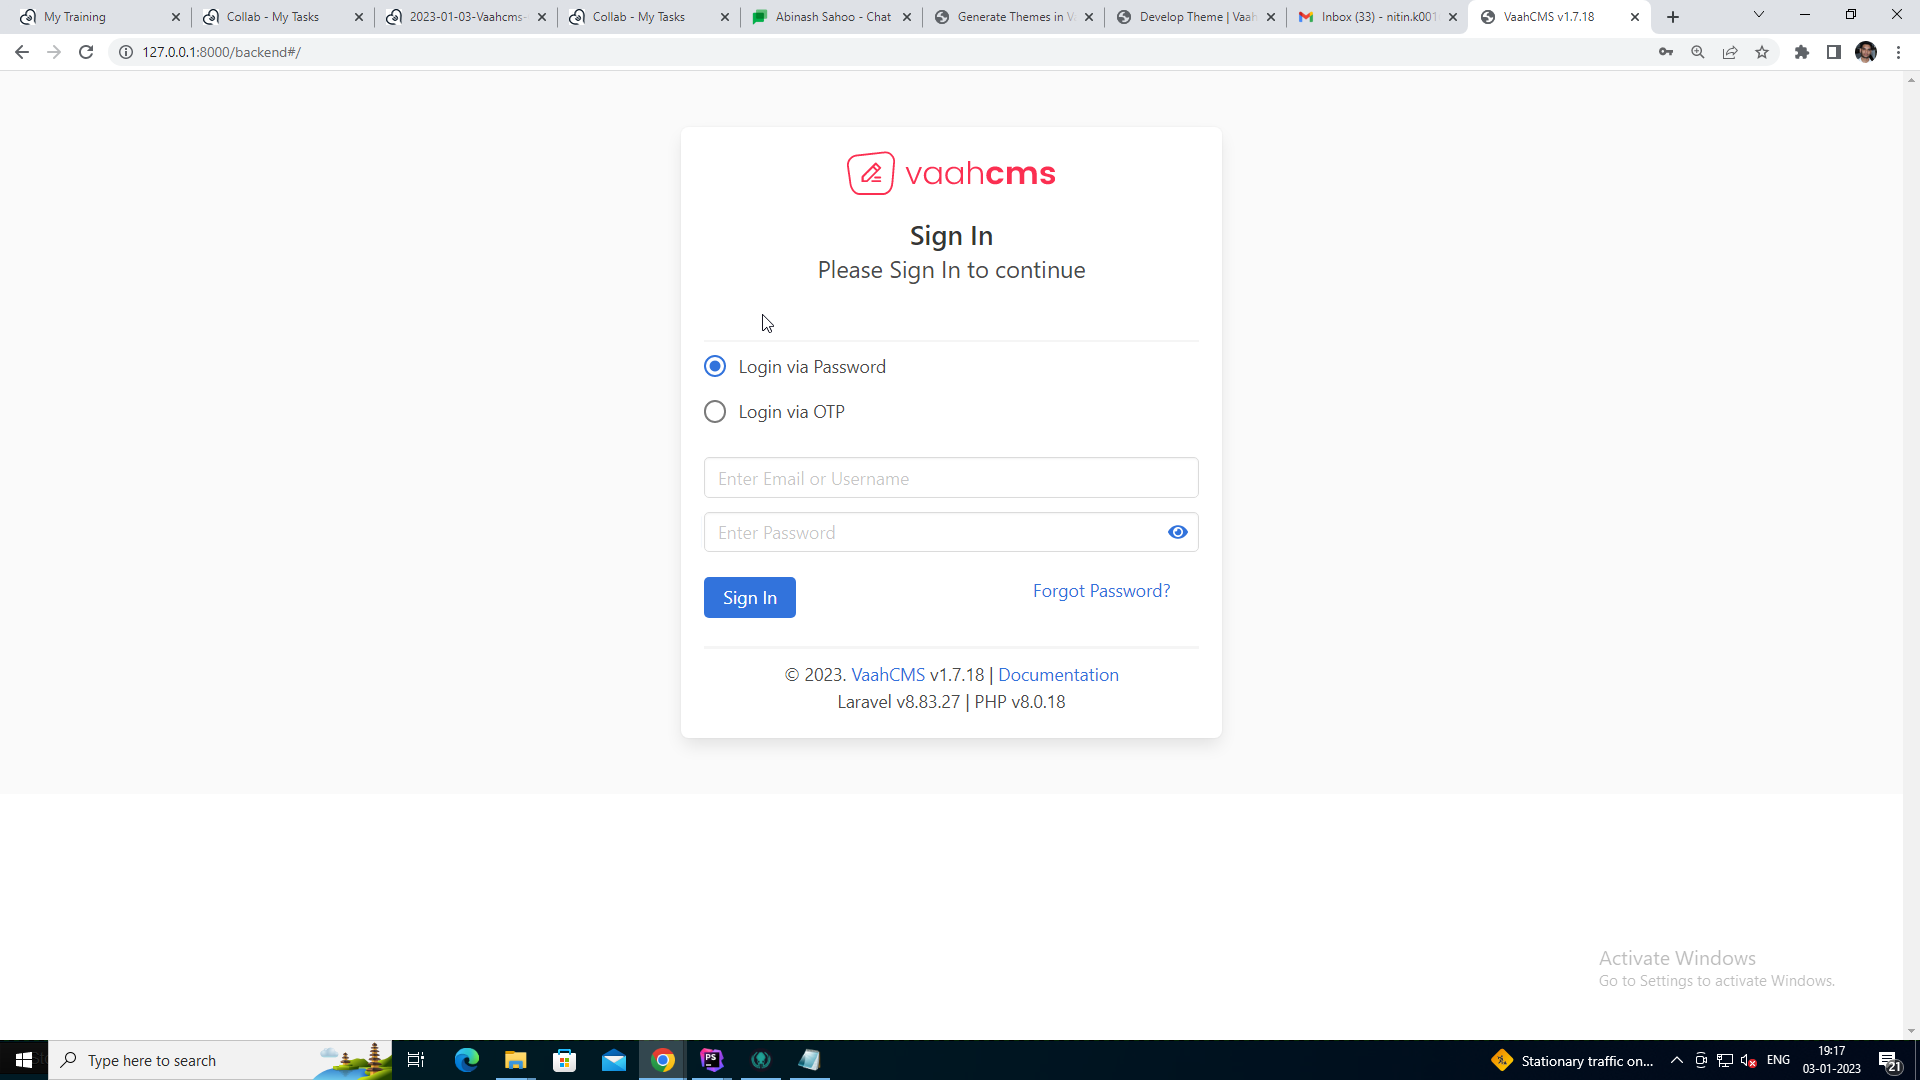 My Training
Collab - My Tasks
2023-01-03-Vaahcms-
Collab - My Tasks
Abinash Sahoo - Chat
Generate Themes in V
Develop Theme | Vaah
Inbox (33) - nitin.k001
VaahCMS v1.7.18
127.0.0.1:8000/backend#/
vaahcms
Sign In
Please Sign In to continue
Login via Password
Login via OTP
Enter Email or Username
Enter Password
Sign In
Forgot Password?
© 2023. VaahCMS v1.7.18 | Documentation
Laravel v8.83.27 | PHP v8.0.18
Activate Windows
Go to Settings to activate Windows.
Type here to search
PS
Stationary traffic on...
ENG
19:17
03-01-2023
21